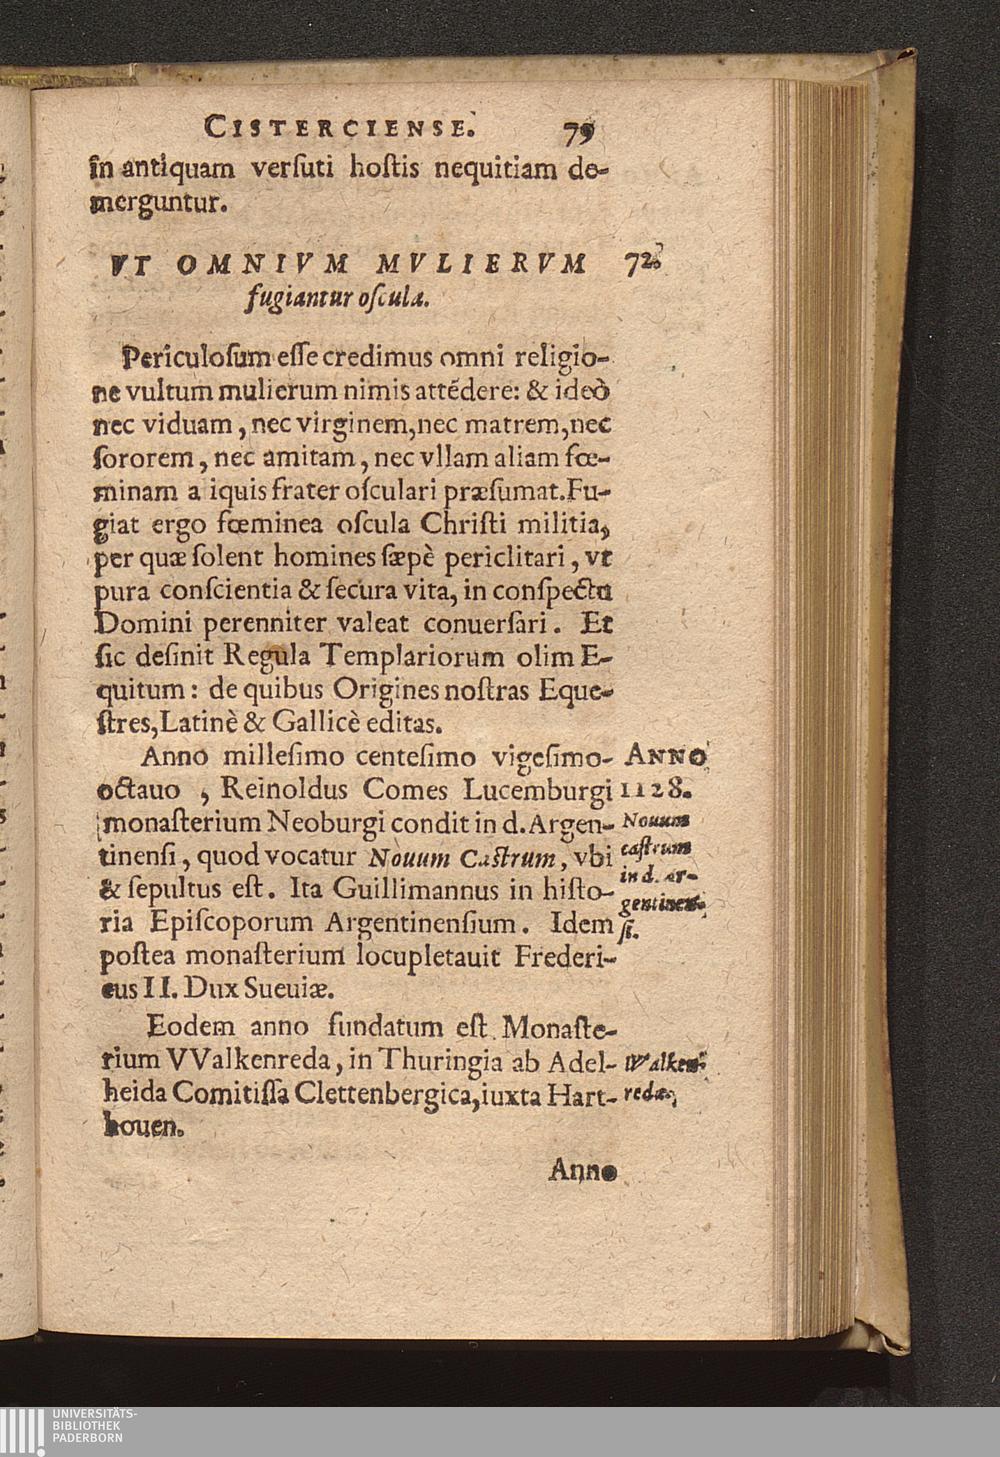 CISTERCIENSE. 79
in antiquam verſuti hoſtis nequitiam de-
merguntur.
VT OMNIVM MVLIERVM 72.
fugiantur oſcula.
Periculoſum eſſe credimus omni religio-
ne vultum mulierum nimis attẽdere: & ideò
nec viduam, nec virginem, nec matrem, nec
ſororem, nec amitam, nec vllam aliam fœ-
minam a iquis frater oſculari præſumat. Fu-
giat ergo fœminea oſcula Chriſti militia,
per quæ ſolent homines ſæpè periclitari, vt
pura conſcientia & ſecura vita, in conſpectu
Domini perenniter valeat conuerſari. Et
ſic deſinit Regula Templariorum olim E-
quitum: de quibus Origines noſtras Eque-
ſtres, Latinè & Gallicè editas.
Anno milleſimo centeſimo vigeſimo- ANNO
octauo, Reinoldus Comes Lucemburgi 1128.
monaſterium Neoburgi condit in d. Argen- Nouum
tinenſi, quod vocatur Nouum Caſtrum, vbi caſtrum
in d. ar-
& ſepultus eſt. Ita Guillimannus in hiſto- gentinen-
ria Epiſcoporum Argentinenſium. Idem ſi.
poſtea monaſterium locupletauit Frederi-
cus II. Dux Sueuiæ.
Eodem anno fundatum eſt Monaſte-
rium VValkenreda, in Thuringia ab Adel- Walken-
heida Comitiſſa Clettenbergica, iuxta Hart- redæ.
houen.
Anno
UNIVERSITÄTS-
BIBLIOTHEK
PADERBORN